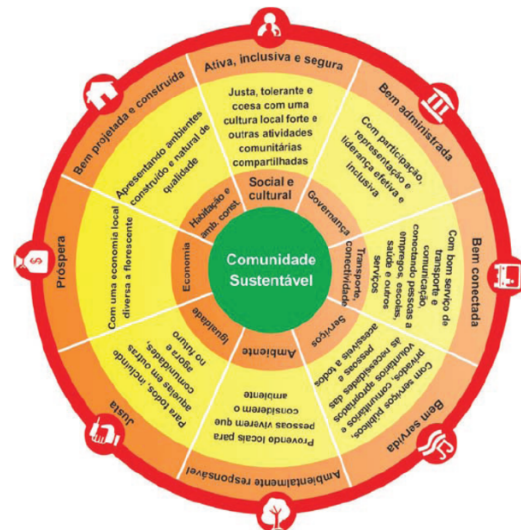 Comunidade
Sustentável
Ativa, inclusiva e segura
Justa, tolerante e
coesa com uma
cultura local forte e
outras atividades
comunitárias
compartilhadas
Social e
cultural
Bem administrada
Com participação,
representação e
liderança efetiva e
inclusiva
Governança
Bem conectada
Com bom serviço de
transporte e
comunicação,
conectando pessoas a
empregos, escolas,
saúde e outros
serviços
Transporte,
conectividade
Bem servida
Com serviços públicos,
privados, comunitários e
voluntários apropriados
às necessidades das
pessoas e
acessíveis a todos
Serviços
Ambientalmente responsável
Provendo locais para
pessoas viverem que
considerem o
ambiente
Ambiente
Justa
Para todos, incluindo
aquelas em outras
comunidades,
agora e
no futuro
Igualdade
Próspera
Com uma economia local
diversa a florescente
Economia
Bem projetada e construída
Apresentando ambientes
construído e natural de
qualidade
Habitação e
amb. const.
$